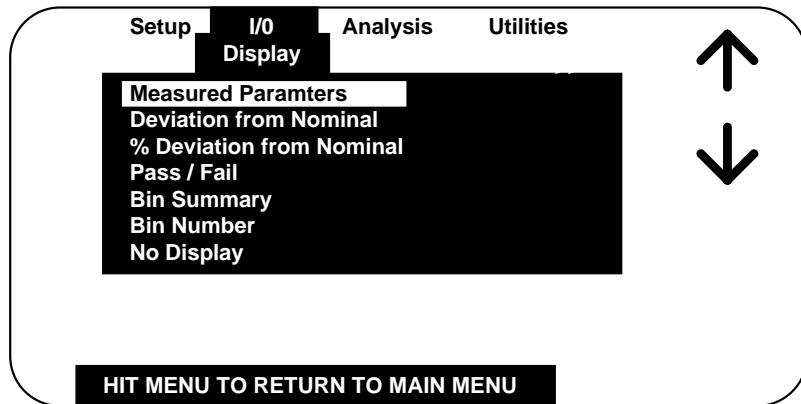 Setup I/0 Analysis Utilities
Display
Measured Paramters
Deviation from Nominal
% Deviation from Nominal
Pass / Fail
Bin Summary
Bin Number
No Display
HIT MENU TO RETURN TO MAIN MENU